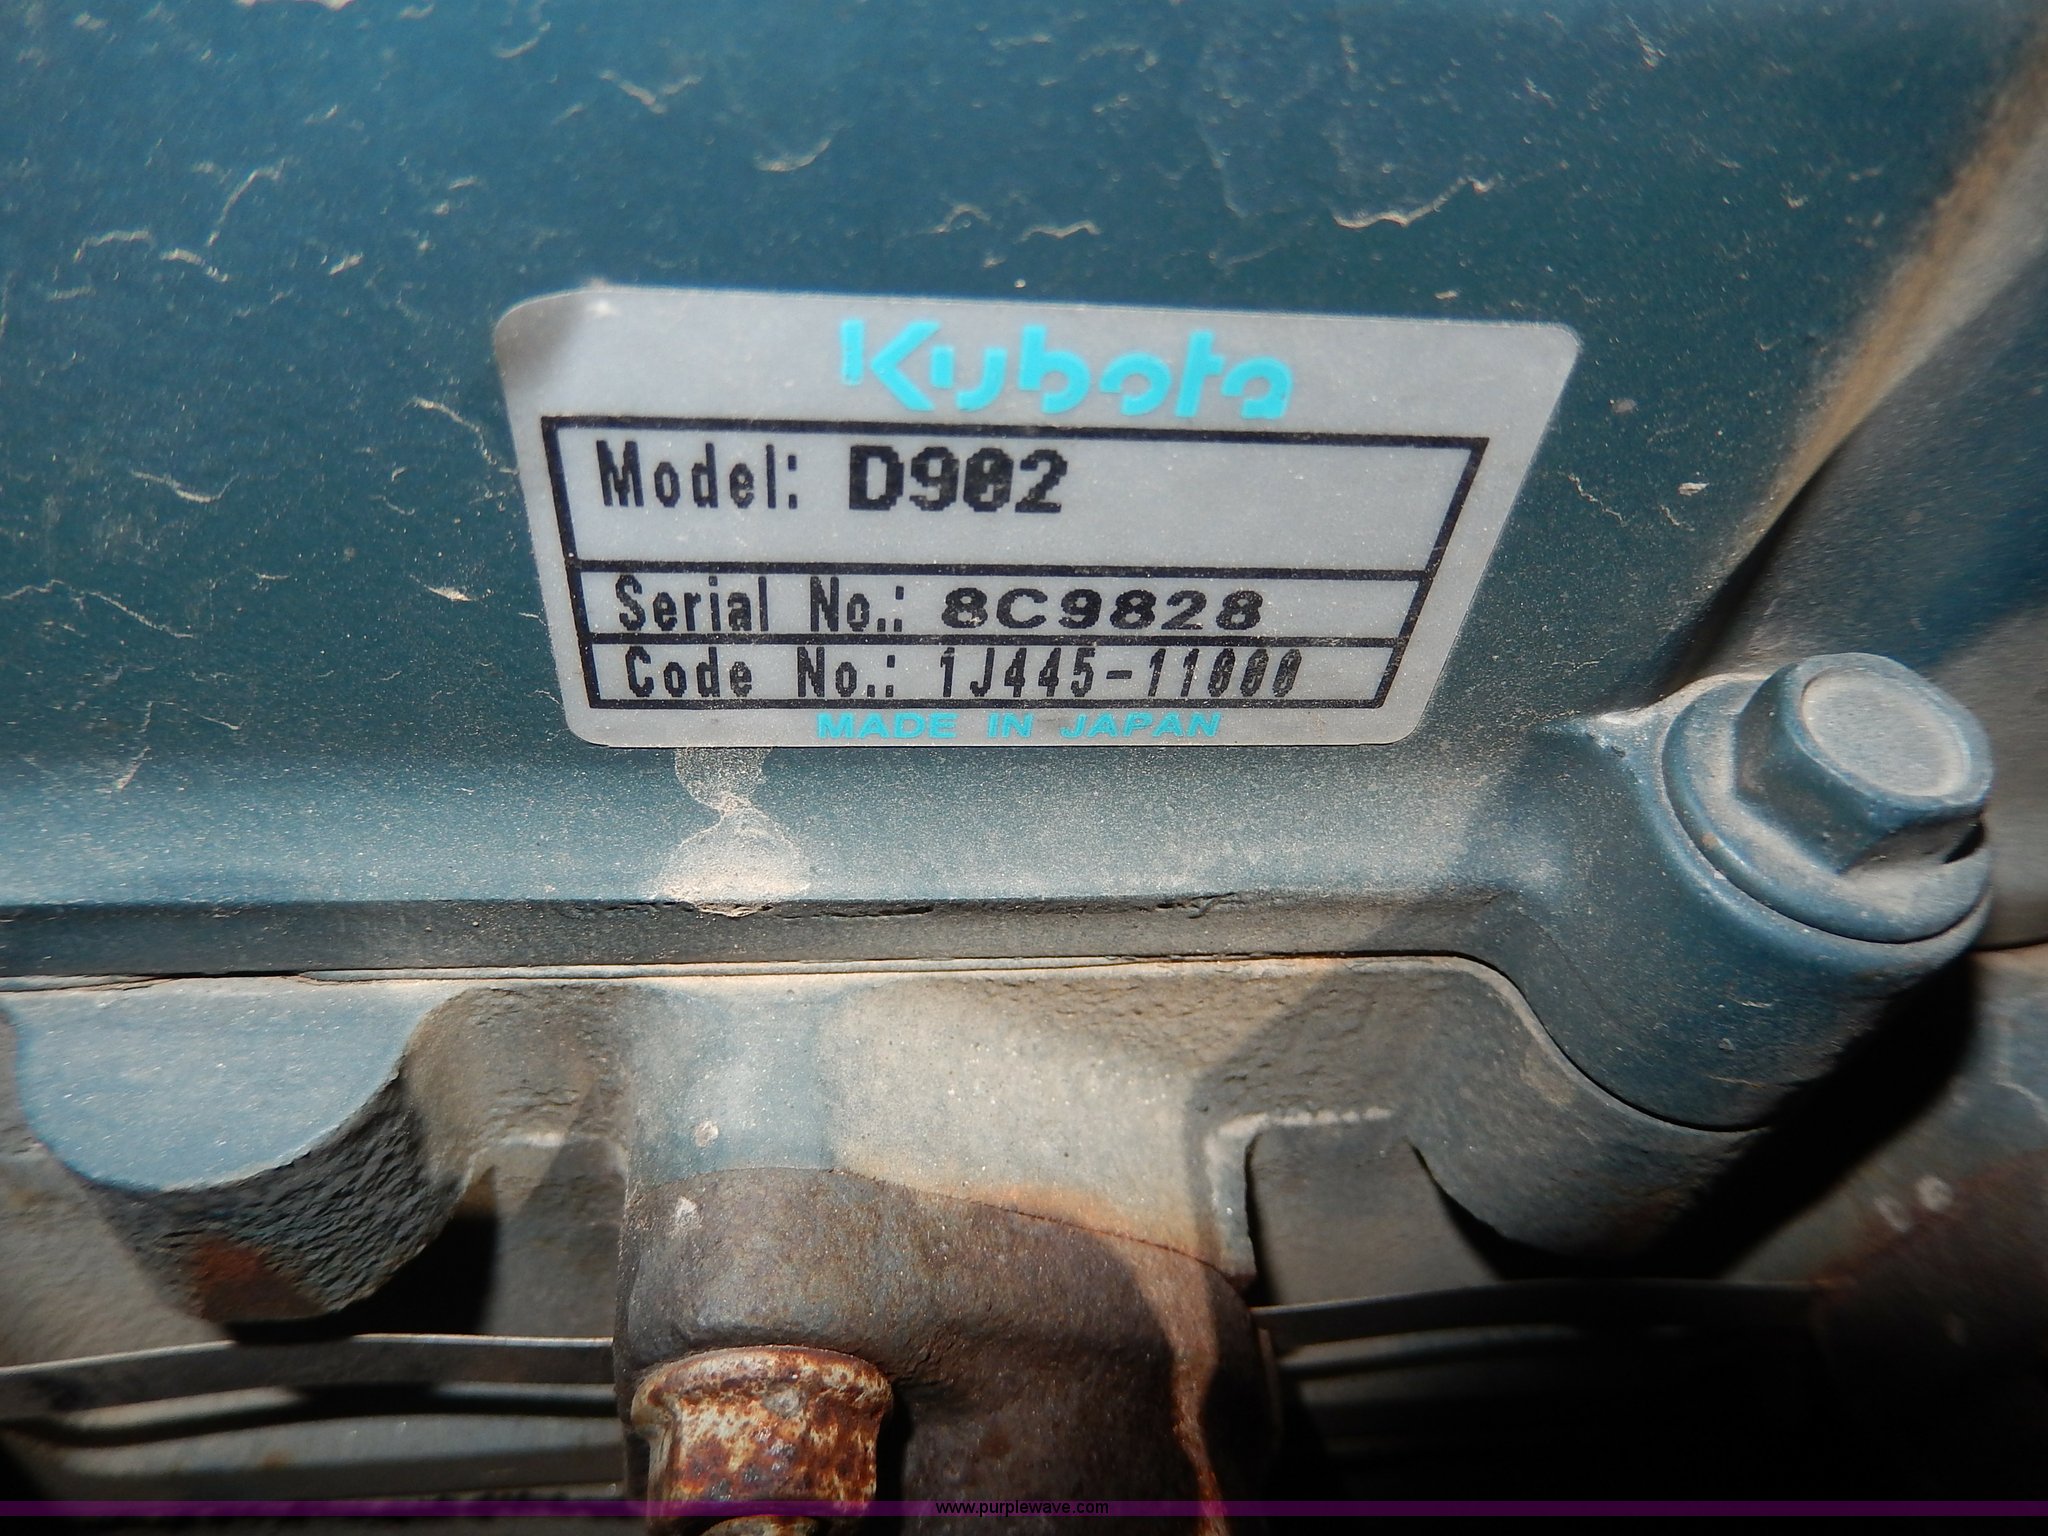 Kubota
Model: D902
Serial No.: 8C9828
Code No.: 1J445-11000
MADE IN JAPAN
www.purplewave.com